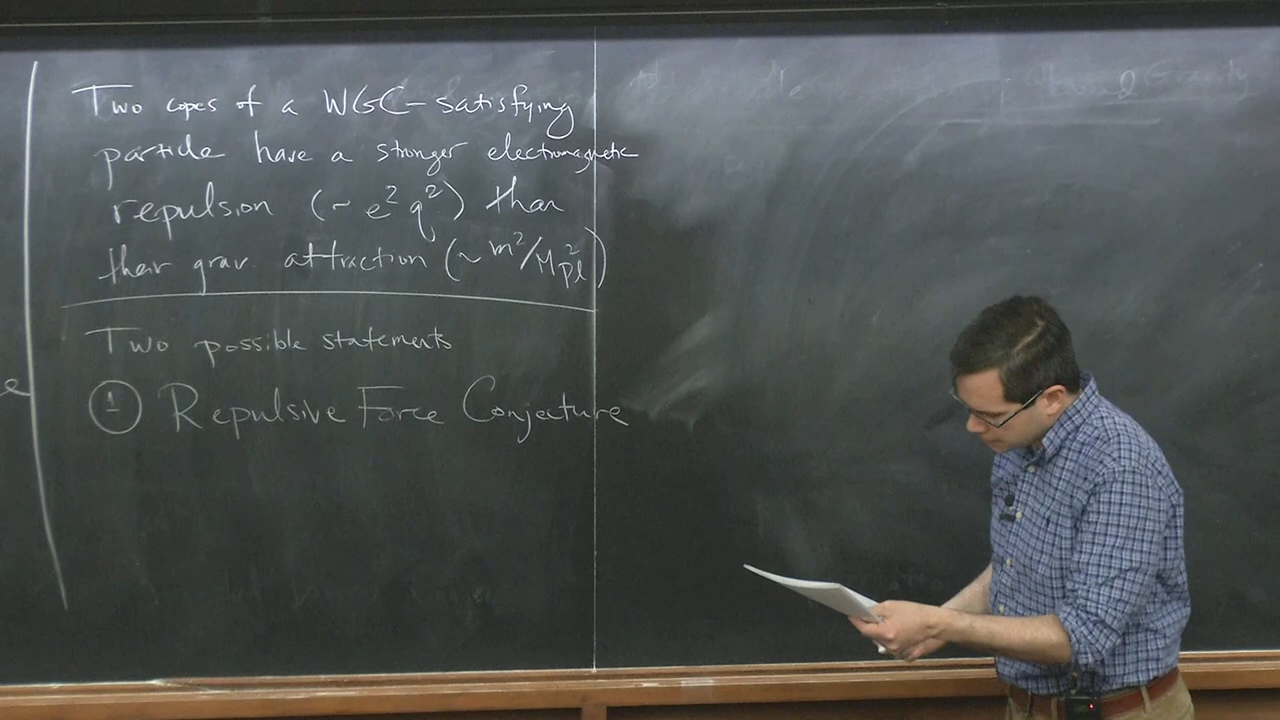 Two copes of a WGC-satisfying
particle have a stronger electromagnetic
repulsion (~ e² q²) than
their grav. attraction (~ m²/M²pl)
Two possible statements
① Repulsive Force Conjecture